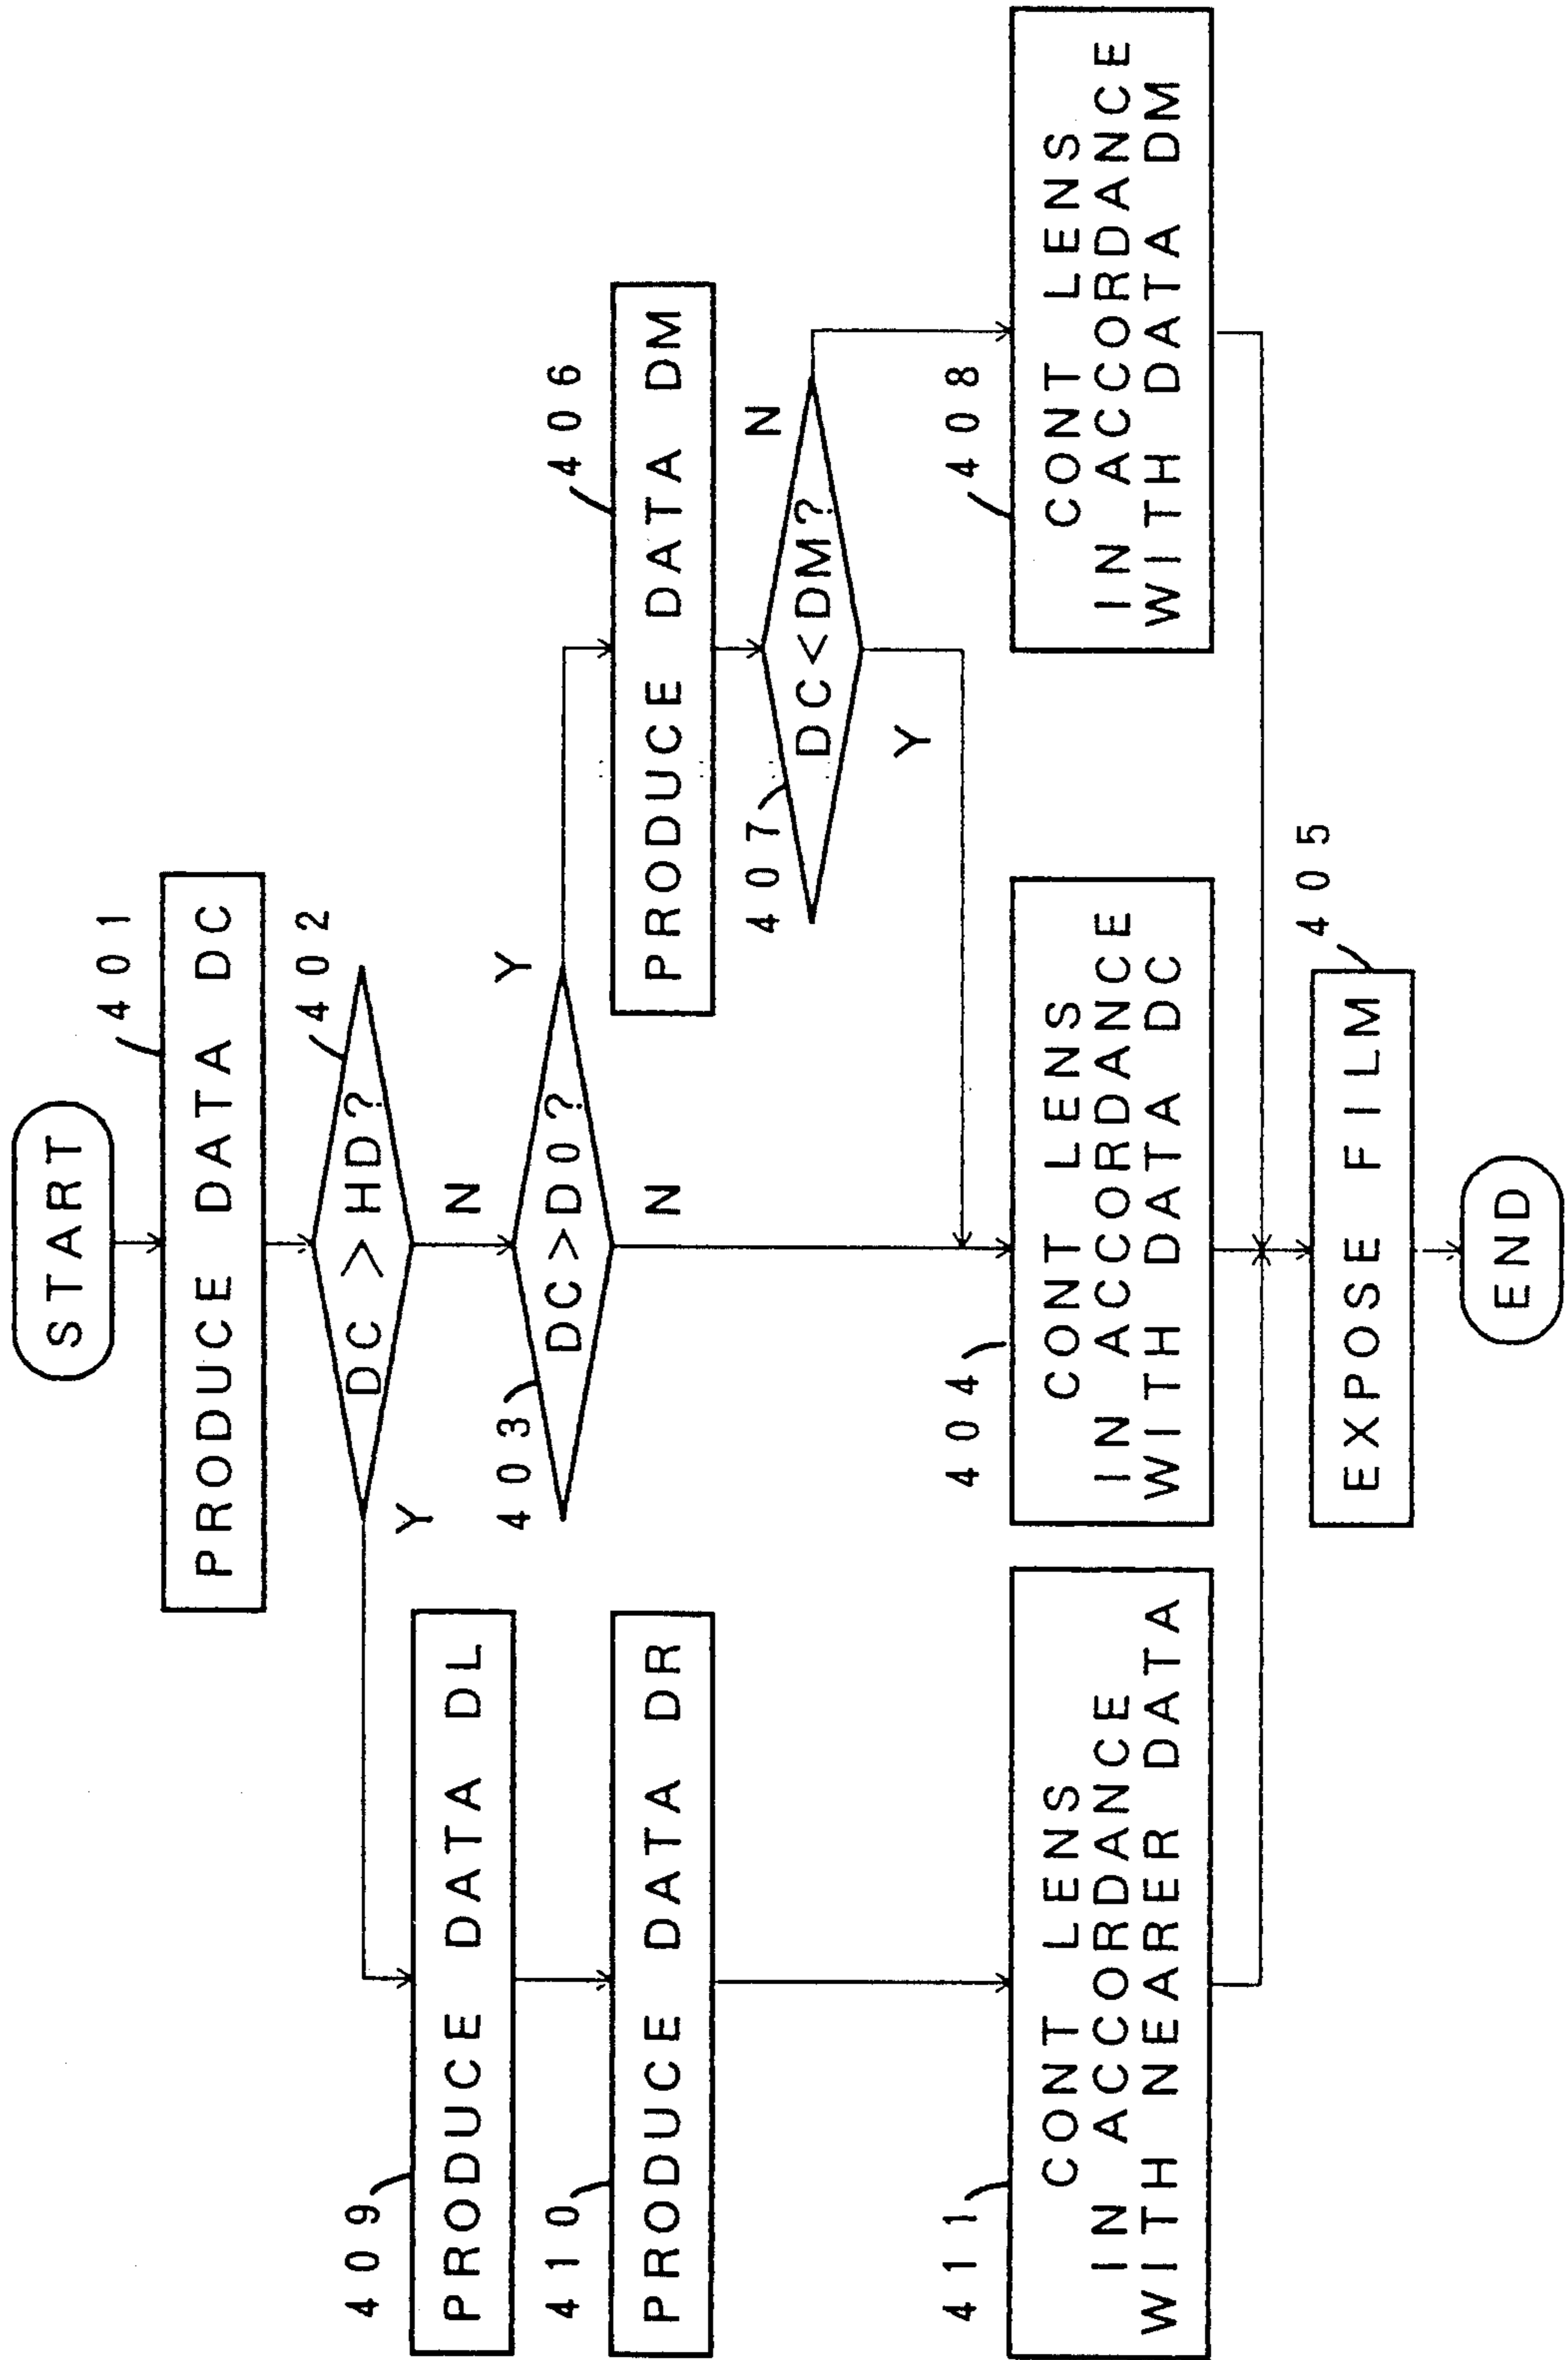 START
401
PRODUCE DATA DC
402
DC>HD?
Y
N
409
PRODUCE DATA DL
403
DC>D0?
Y
N
410
PRODUCE DATA DR
406
PRODUCE DATA DM
407
DC<DM?
N
Y
411
CONT LENS
IN ACCORDANCE
WITH NEARER DATA
404
CONT LENS
IN ACCORDANCE
WITH DATA DC
408
CONT LENS
IN ACCORDANCE
WITH DATA DM
405
EXPOSE FILM
END